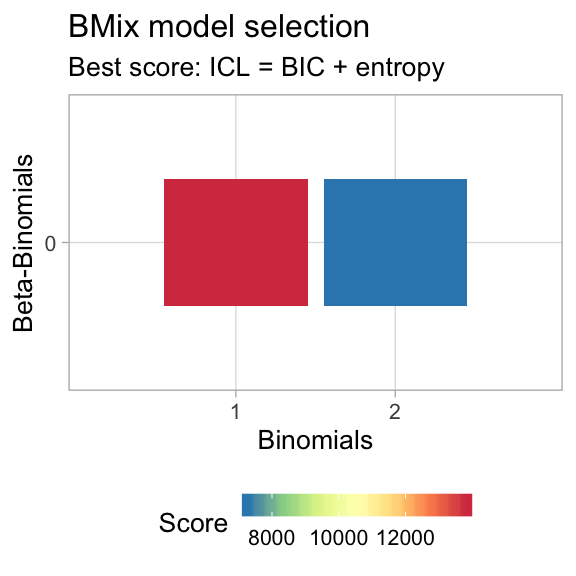 BMix model selection
Best score: ICL = BIC + entropy
Beta-Binomials
0
1 2
Binomials
Score
8000 10000 12000